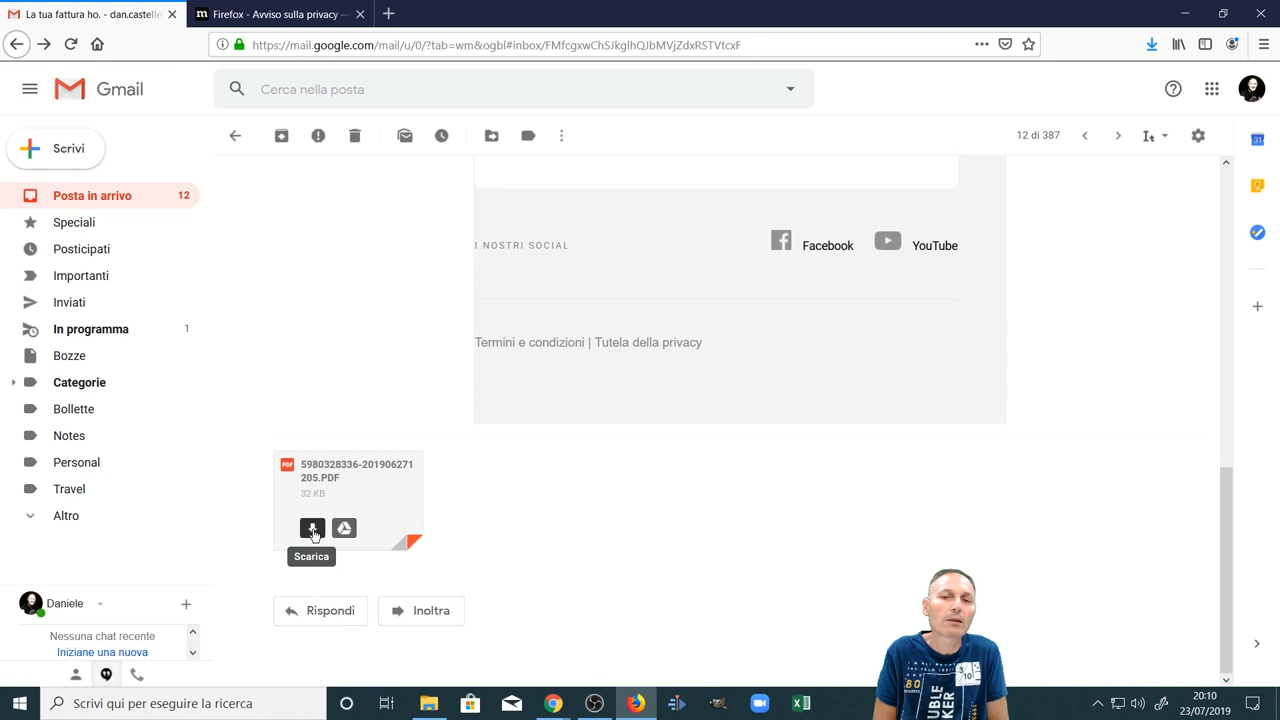 La tua fattura ho. - dan.castelle
Firefox - Avviso sulla privacy —
https://mail.google.com/mail/u/0/?tab=wm&ogbl#inbox/FMfcgxwChSJkglhQJbMVjZdxRSTVtcxF
Gmail
Cerca nella posta
Scrivi
12 di 387
31
Posta in arrivo 12
Speciali
Posticipati
Importanti
Inviati
In programma 1
Bozze
Categorie
Bollette
Notes
Personal
Travel
Altro
I NOSTRI SOCIAL
Facebook
YouTube
Termini e condizioni | Tutela della privacy
PDF
5980328336-201906271
205.PDF
32 KB
Scarica
Rispondi
Inoltra
Daniele
Nessuna chat recente
Iniziane una nuova
Scrivi qui per eseguire la ricerca
20:10
23/07/2019